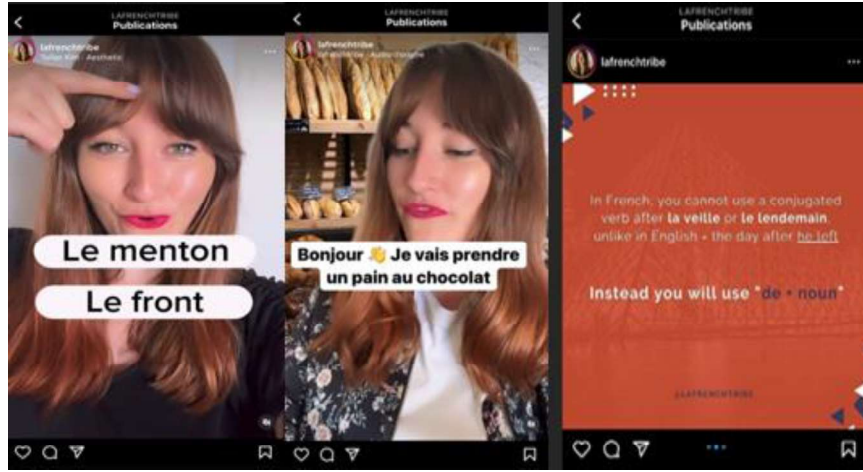 LAFRENCHTRIBE
Publications
lafrenchtribe
Aesthetic
Le menton
Le front
LAFRENCHTRIBE
Publications
lafrenchtribe
Bonjour 👋 Je vais prendre
un pain au chocolat
LAFRENCHTRIBE
Publications
lafrenchtribe
In French, you cannot use a conjugated
verb after la veille or le lendemain,
unlike in English • the day after he left
Instead you will use "de + noun"